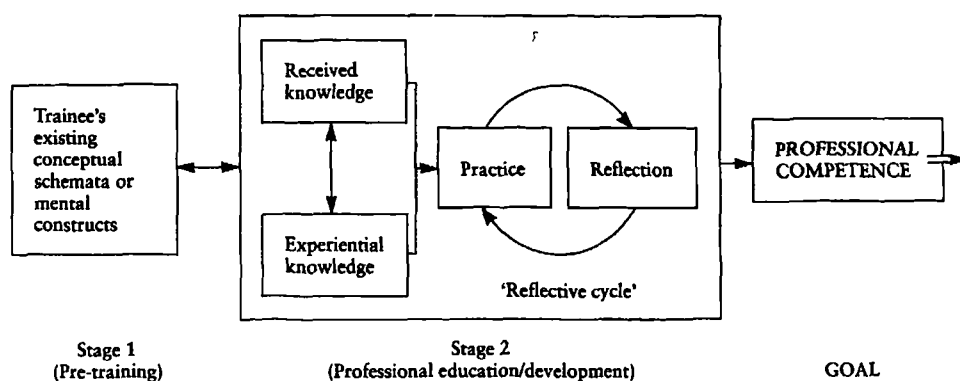 Trainee's
existing
conceptual
schemata or
mental
constructs
Received
knowledge
Experiential
knowledge
Practice
Reflection
'Reflective cycle'
PROFESSIONAL
COMPETENCE
Stage 1
(Pre-training)
Stage 2
(Professional education/development)
GOAL